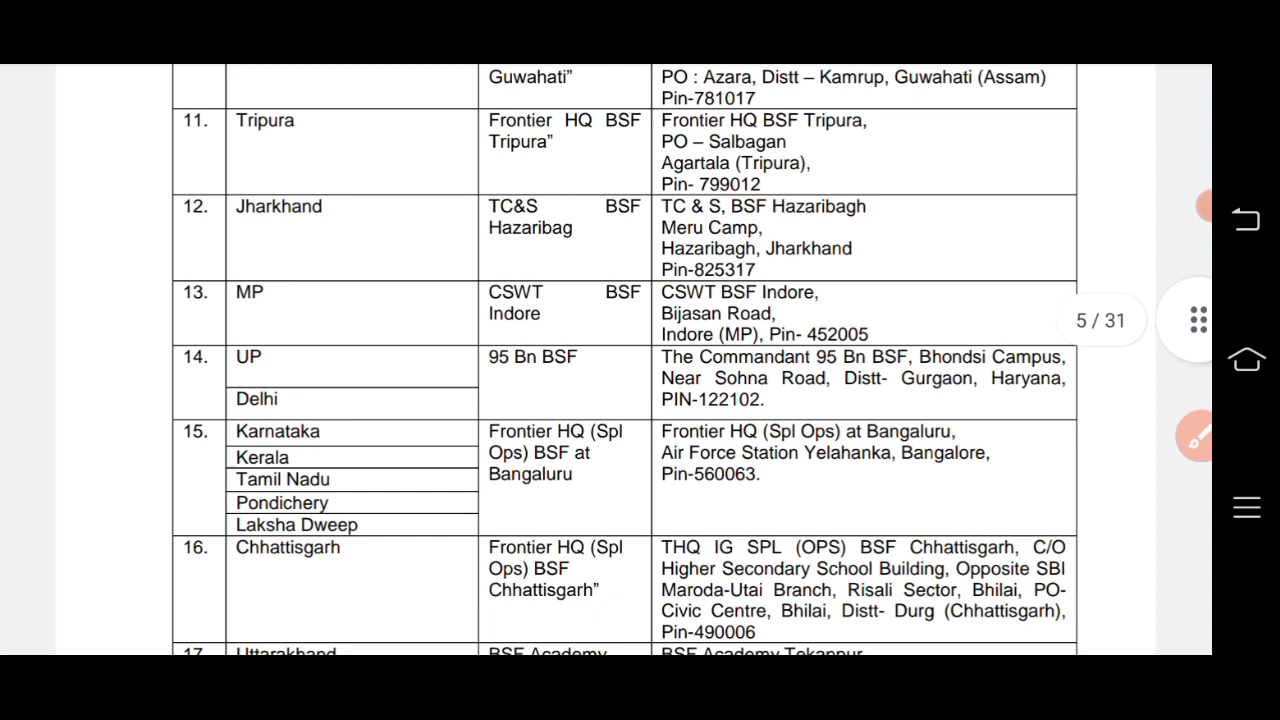 Guwahati” PO : Azara, Distt – Kamrup, Guwahati (Assam)
Pin-781017
11. Tripura Frontier HQ BSF Frontier HQ BSF Tripura,
Tripura” PO – Salbagan
Agartala (Tripura),
Pin- 799012
12. Jharkhand TC&S BSF TC & S, BSF Hazaribagh
Hazaribag Meru Camp,
Hazaribagh, Jharkhand
Pin-825317
13. MP CSWT BSF CSWT BSF Indore,
Indore Bijasan Road,
Indore (MP), Pin- 452005
5 / 31
14. UP 95 Bn BSF The Commandant 95 Bn BSF, Bhondsi Campus,
Near Sohna Road, Distt- Gurgaon, Haryana,
Delhi PIN-122102.
15. Karnataka Frontier HQ (Spl Frontier HQ (Spl Ops) at Bangaluru,
Kerala Ops) BSF at Air Force Station Yelahanka, Bangalore,
Tamil Nadu Bangaluru Pin-560063.
Pondichery
Laksha Dweep
16. Chhattisgarh Frontier HQ (Spl THQ IG SPL (OPS) BSF Chhattisgarh, C/O
Ops) BSF Higher Secondary School Building, Opposite SBI
Chhattisgarh” Maroda-Utai Branch, Risali Sector, Bhilai, PO-
Civic Centre, Bhilai, Distt- Durg (Chhattisgarh),
Pin-490006
17. Uttarakhand BSF Academy BSF Academy Tekanpur